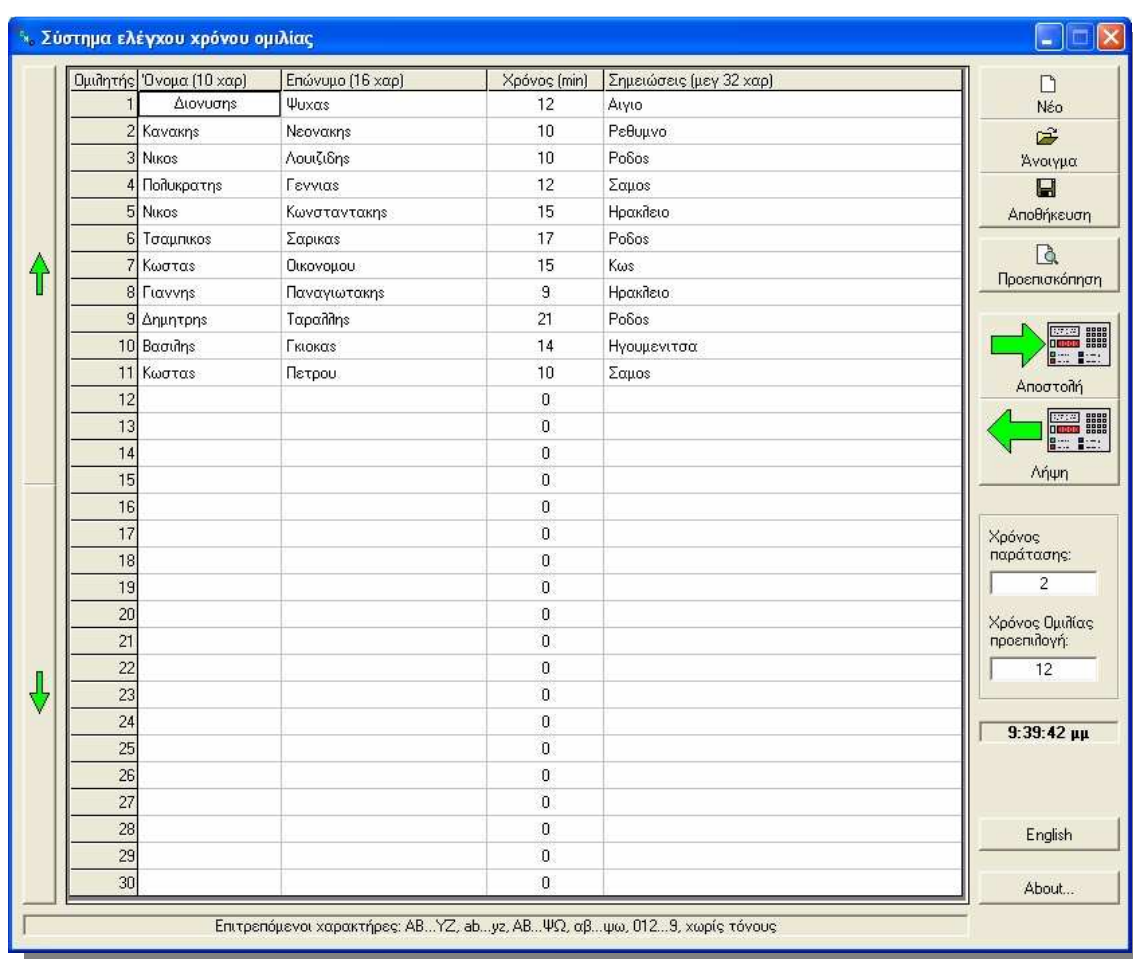 Σύστημα ελέγχου χρόνου ομιλίας
Ομιλητής Όνομα (10 χαρ) Επώνυμο (16 χαρ) Χρόνος (min) Σημειώσεις (μεγ 32 χαρ)
1 Διονυσης Ψυχας 12 Αιγιο
2 Κανακης Νεονακης 10 Ρεθυμνο
3 Νικος Λουιζιδης 10 Ροδος
4 Πολυκρατης Γεννιας 12 Σαμος
5 Νικος Κωνσταντακης 15 Ηρακλειο
6 Τσαμπικος Σαρικας 17 Ροδος
7 Κωστας Οικονομου 15 Κως
8 Γιαννης Παναγιωτακης 9 Ηρακλειο
9 Δημητρης Ταραλλης 21 Ροδος
10 Βασιλης Γκιοκας 14 Ηγουμενιτσα
11 Κωστας Πετρου 10 Σαμος
12 0
13 0
14 0
15 0
16 0
17 0
18 0
19 0
20 0
21 0
22 0
23 0
24 0
25 0
26 0
27 0
28 0
29 0
30 0
Νέο
Άνοιγμα
Αποθήκευση
Προεπισκόπηση
Αποστολή
Λήψη
Χρόνος
παράτασης:
2
Χρόνος Ομιλίας
προεπιλογή:
12
9:39:42 μμ
English
About...
Επιτρεπόμενοι χαρακτήρες: AB...YZ, ab...yz, ΑΒ...ΨΩ, αβ...ψω, 012...9, χωρίς τόνους